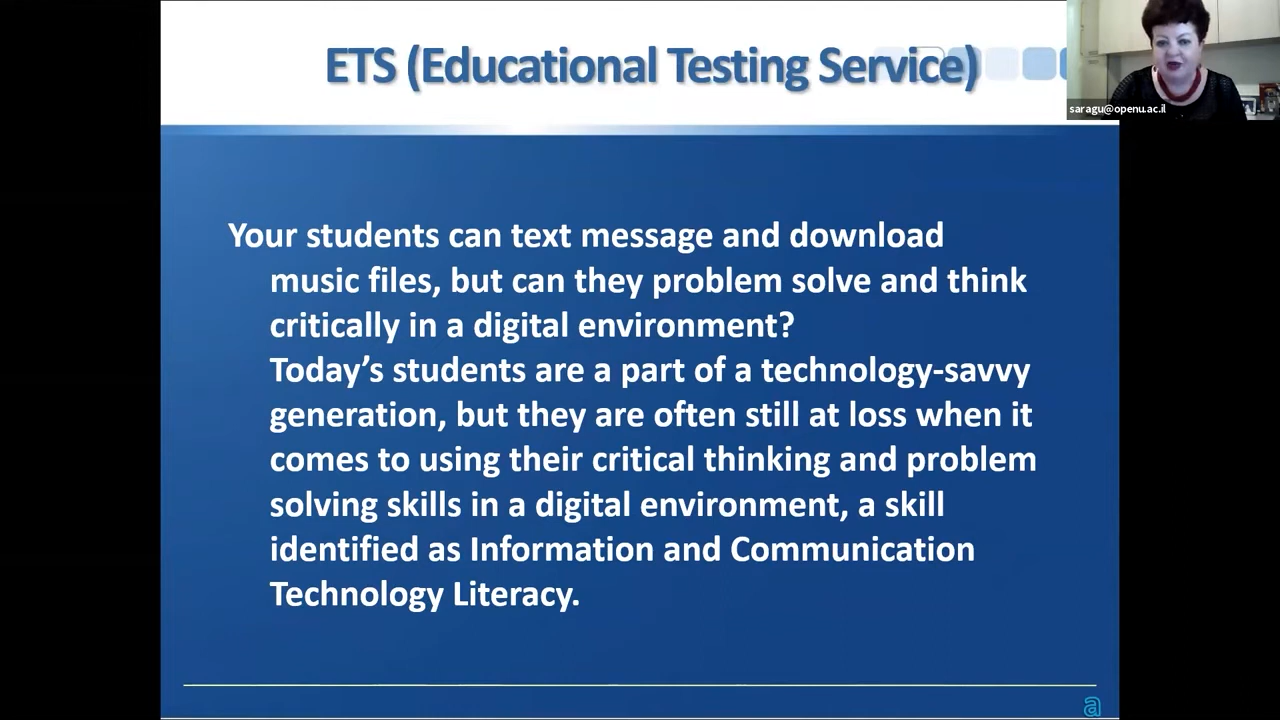 ETS (Educational Testing Service)
saragu@openu.ac.il
Your students can text message and download
music files, but can they problem solve and think
critically in a digital environment?
Today’s students are a part of a technology-savvy
generation, but they are often still at loss when it
comes to using their critical thinking and problem
solving skills in a digital environment, a skill
identified as Information and Communication
Technology Literacy.
a